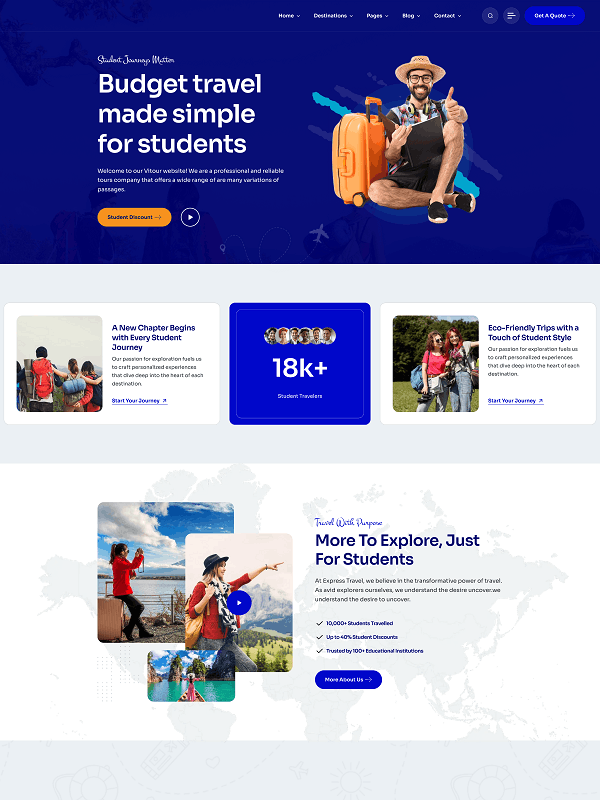 Home Destinations Pages Blog Contact Get A Quote
Student Journeys Matter
Budget travel
made simple
for students
Welcome to our Vitour website! We are a professional and reliable
tours company that offers a wide range of are many variations of
passages.
Student Discount
A New Chapter Begins
with Every Student
Journey
Our passion for exploration fuels us
to craft personalized experiences
that dive deep into the heart of each
destination.
Start Your Journey
18k+
Student Travelers
Eco-Friendly Trips with a
Touch of Student Style
Our passion for exploration fuels us
to craft personalized experiences
that dive deep into the heart of each
destination.
Start Your Journey
Travel With Purpose
More To Explore, Just
For Students
At Express Travel, we believe in the transformative power of travel.
As avid explorers ourselves, we understand the desire uncover.we
understand the desire to uncover.
10,000+ Students Travelled
Up to 40% Student Discounts
Trusted by 100+ Educational Institutions
More About Us